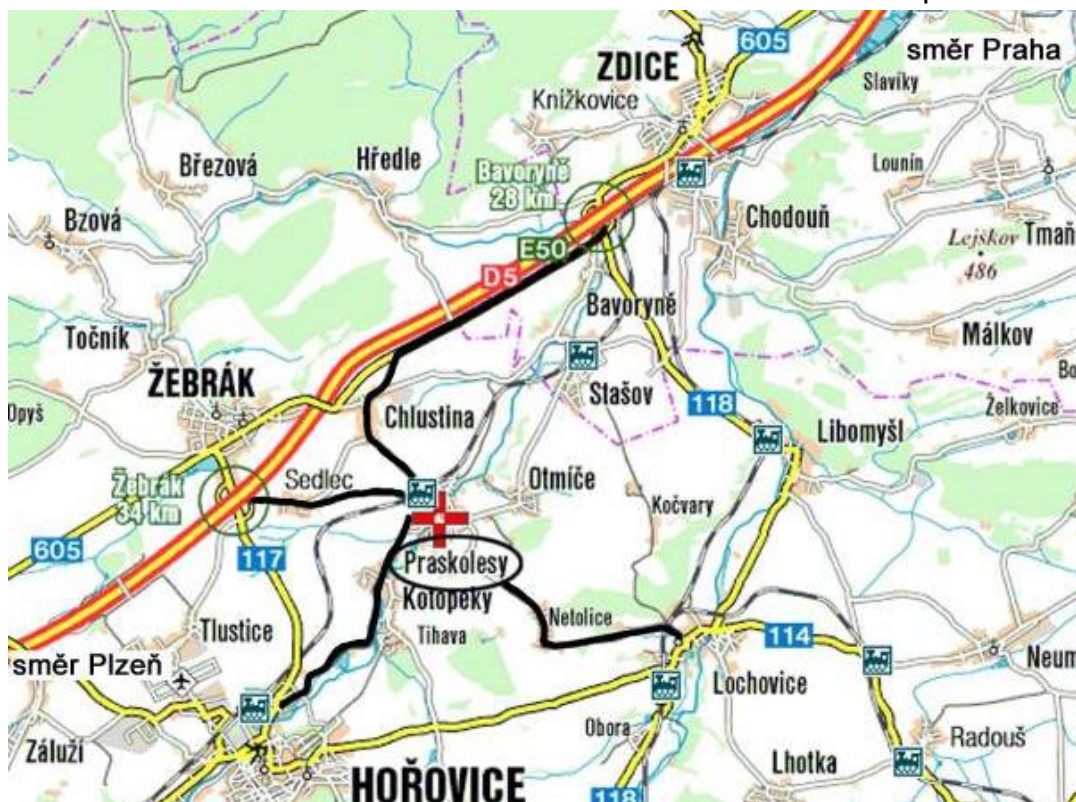 605
směr Praha
ZDICE
Slavíky
Knížkovice
Březová
Hředle
Bavoryně
28 km
Lounín
Bzová
Chodouň
E50
Lejškov
486
Tmaň
D5
Bavoryně
Točník
Málkov
ŽEBRÁK
Stašov
Opyš
Chlustina
118
Želkovice
Libomyšl
Žebrák
34 km
Sedlec
Otmíče
Kočvary
605
117
Praskolesy
Kotopeky
Netolice
Tlustice
Tihava
114
směr Plzeň
Neum
Lochovice
Obora
Radouš
Záluží
Lhotka
HOŘOVICE
118